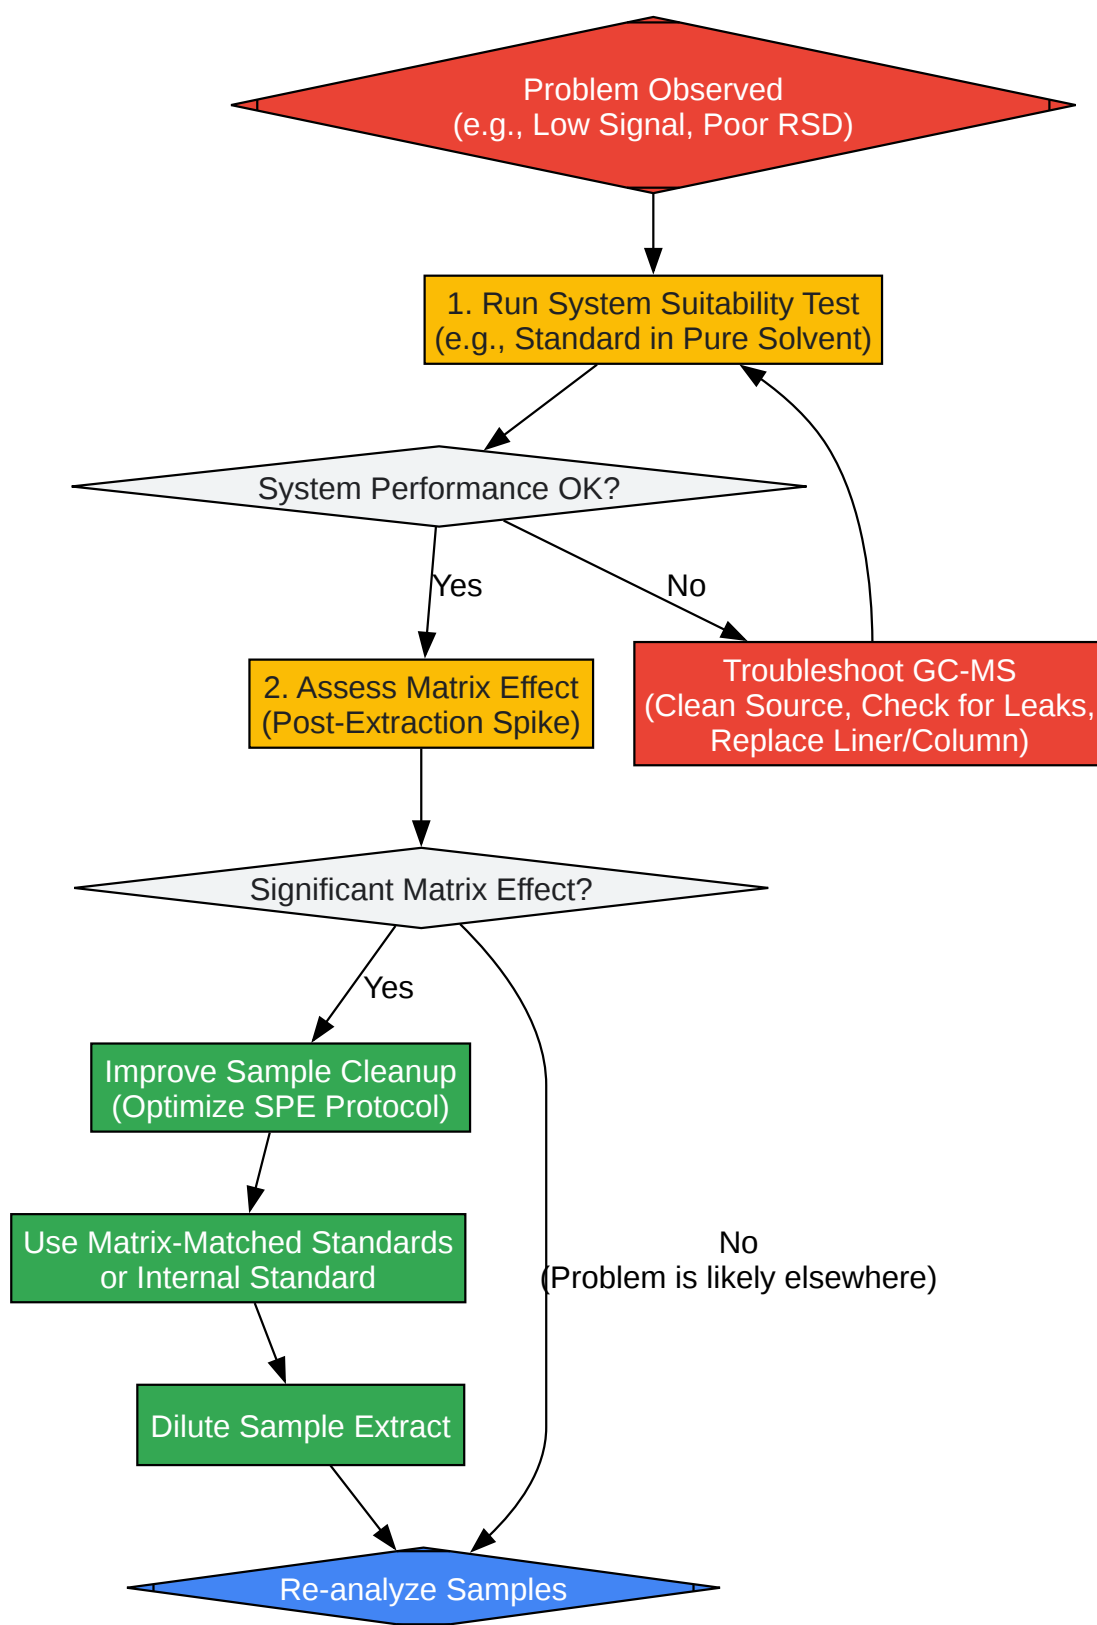 Problem Observed
(e.g., Low Signal, Poor RSD)
1. Run System Suitability Test
(e.g., Standard in Pure Solvent)
System Performance OK?
Yes
No
2. Assess Matrix Effect
(Post-Extraction Spike)
Troubleshoot GC-MS
(Clean Source, Check for Leaks,
Replace Liner/Column)
Significant Matrix Effect?
Yes
Improve Sample Cleanup
(Optimize SPE Protocol)
Use Matrix-Matched Standards
or Internal Standard
No
(Problem is likely elsewhere)
Dilute Sample Extract
Re-analyze Samples